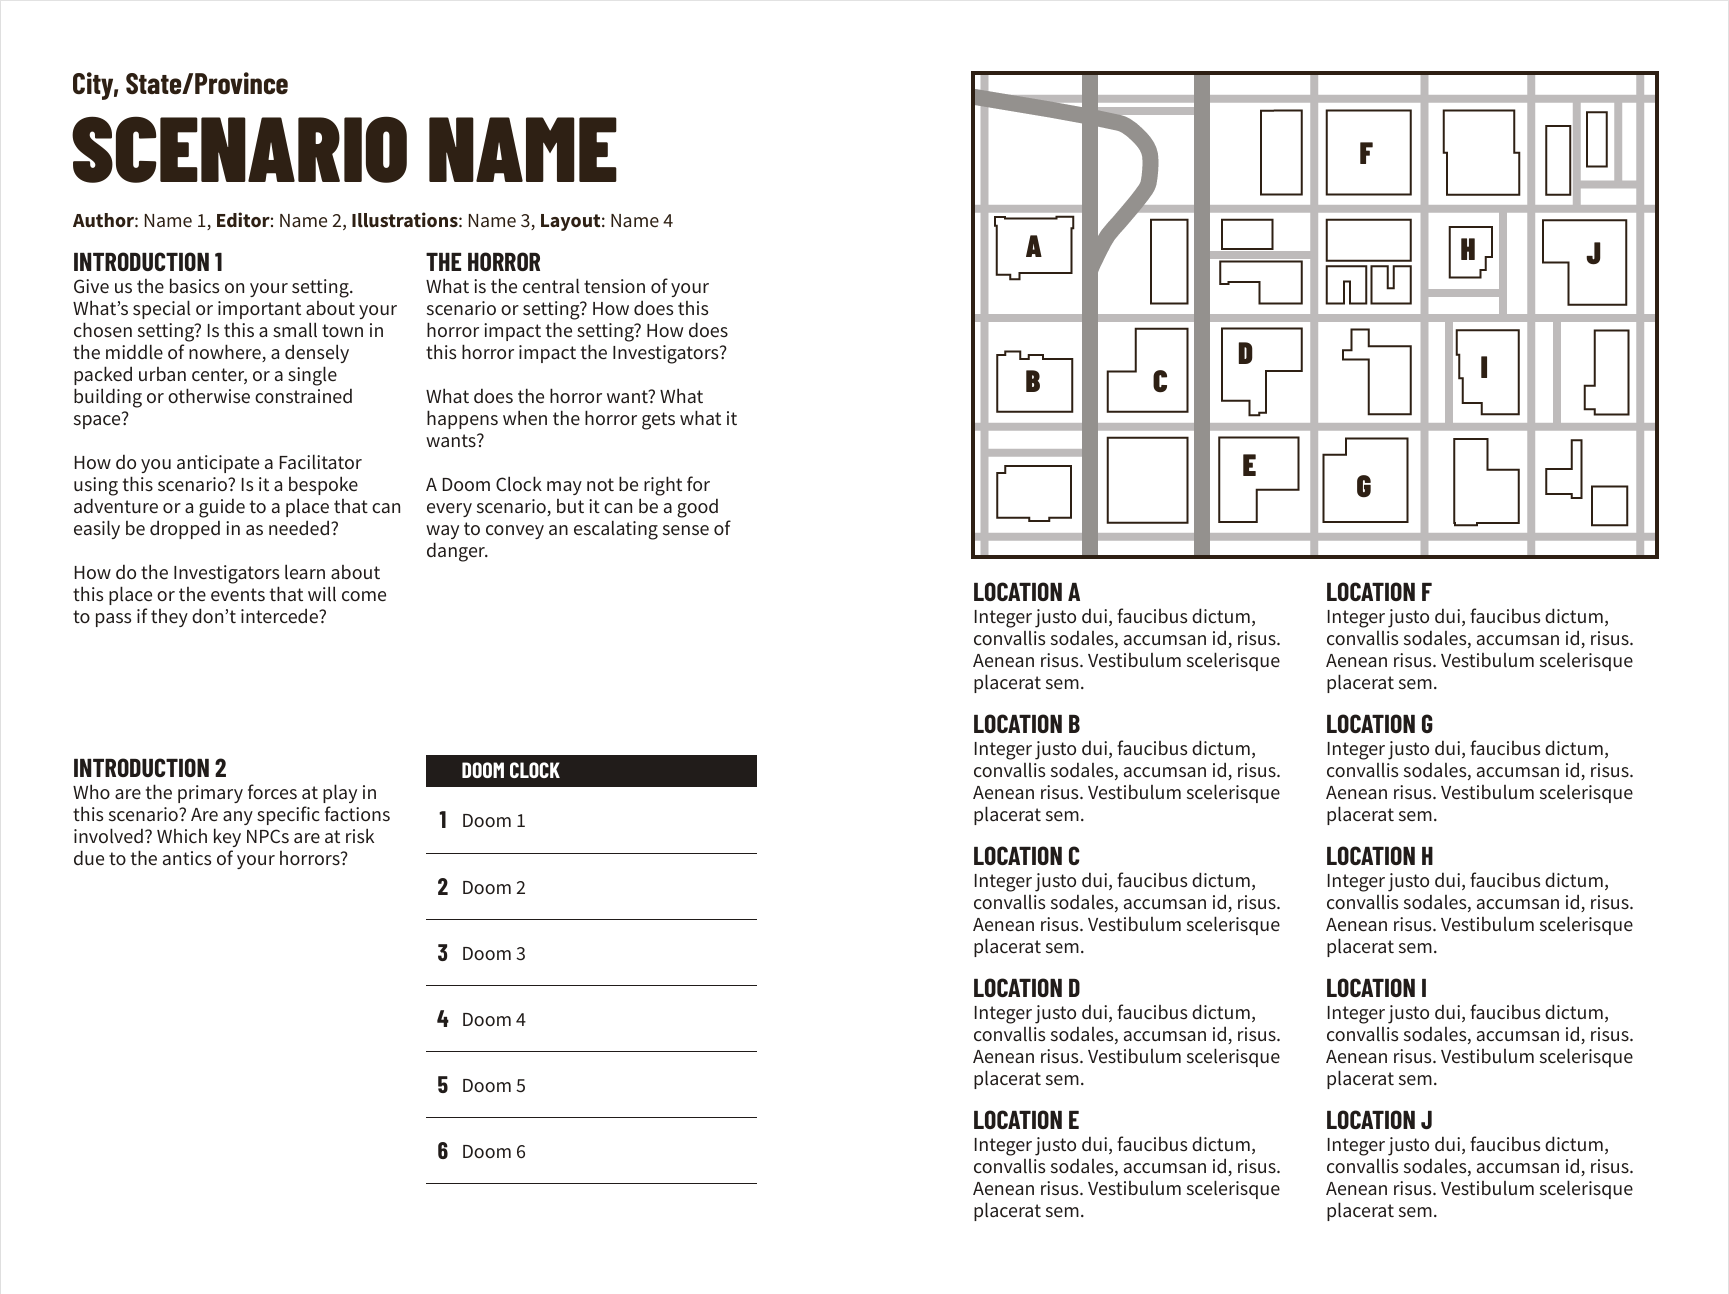 City, State/Province
SCENARIO NAME
Author: Name 1, Editor: Name 2, Illustrations: Name 3, Layout: Name 4
INTRODUCTION 1
Give us the basics on your setting.
What’s special or important about your
chosen setting? Is this a small town in
the middle of nowhere, a densely
packed urban center, or a single
building or otherwise constrained
space?
How do you anticipate a Facilitator
using this scenario? Is it a bespoke
adventure or a guide to a place that can
easily be dropped in as needed?
How do the Investigators learn about
this place or the events that will come
to pass if they don’t intercede?
INTRODUCTION 2
Who are the primary forces at play in
this scenario? Are any specific factions
involved? Which key NPCs are at risk
due to the antics of your horrors?
THE HORROR
What is the central tension of your
scenario or setting? How does this
horror impact the setting? How does
this horror impact the Investigators?
What does the horror want? What
happens when the horror gets what it
wants?
A Doom Clock may not be right for
every scenario, but it can be a good
way to convey an escalating sense of
danger.
DOOM CLOCK
1 Doom 1
2 Doom 2
3 Doom 3
4 Doom 4
5 Doom 5
6 Doom 6
F
A
H
J
D
B
C
I
E
G
LOCATION A
Integer justo dui, faucibus dictum,
convallis sodales, accumsan id, risus.
Aenean risus. Vestibulum scelerisque
placerat sem.
LOCATION B
Integer justo dui, faucibus dictum,
convallis sodales, accumsan id, risus.
Aenean risus. Vestibulum scelerisque
placerat sem.
LOCATION C
Integer justo dui, faucibus dictum,
convallis sodales, accumsan id, risus.
Aenean risus. Vestibulum scelerisque
placerat sem.
LOCATION D
Integer justo dui, faucibus dictum,
convallis sodales, accumsan id, risus.
Aenean risus. Vestibulum scelerisque
placerat sem.
LOCATION E
Integer justo dui, faucibus dictum,
convallis sodales, accumsan id, risus.
Aenean risus. Vestibulum scelerisque
placerat sem.
LOCATION F
Integer justo dui, faucibus dictum,
convallis sodales, accumsan id, risus.
Aenean risus. Vestibulum scelerisque
placerat sem.
LOCATION G
Integer justo dui, faucibus dictum,
convallis sodales, accumsan id, risus.
Aenean risus. Vestibulum scelerisque
placerat sem.
LOCATION H
Integer justo dui, faucibus dictum,
convallis sodales, accumsan id, risus.
Aenean risus. Vestibulum scelerisque
placerat sem.
LOCATION I
Integer justo dui, faucibus dictum,
convallis sodales, accumsan id, risus.
Aenean risus. Vestibulum scelerisque
placerat sem.
LOCATION J
Integer justo dui, faucibus dictum,
convallis sodales, accumsan id, risus.
Aenean risus. Vestibulum scelerisque
placerat sem.